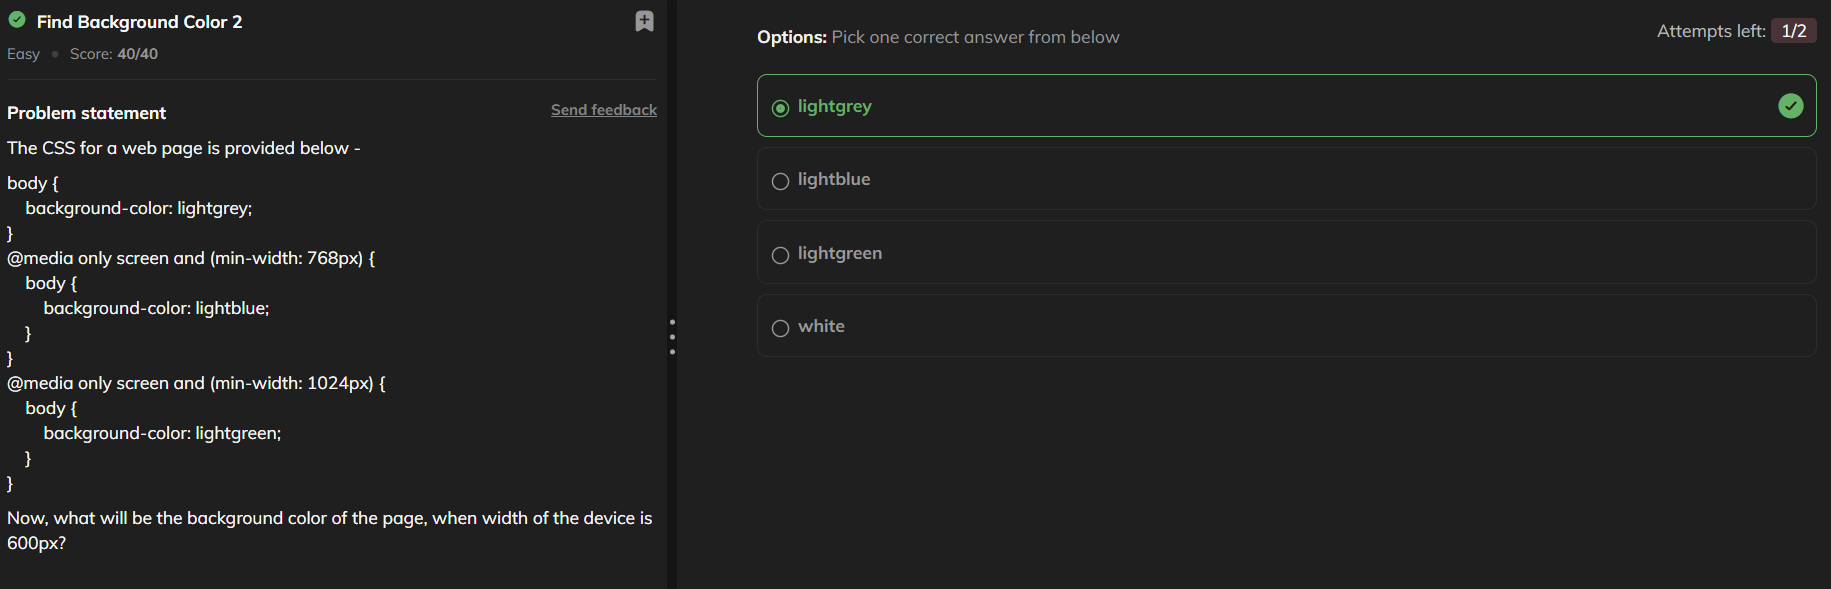 Find Background Color 2
Easy • Score: 40/40
Problem statement
Send feedback
The CSS for a web page is provided below -
body {
background-color: lightgrey;
}
@media only screen and (min-width: 768px) {
body {
background-color: lightblue;
}
}
@media only screen and (min-width: 1024px) {
body {
background-color: lightgreen;
}
}
Now, what will be the background color of the page, when width of the device is
600px?
Options: Pick one correct answer from below
Attempts left: 1/2
lightgrey
lightblue
lightgreen
white